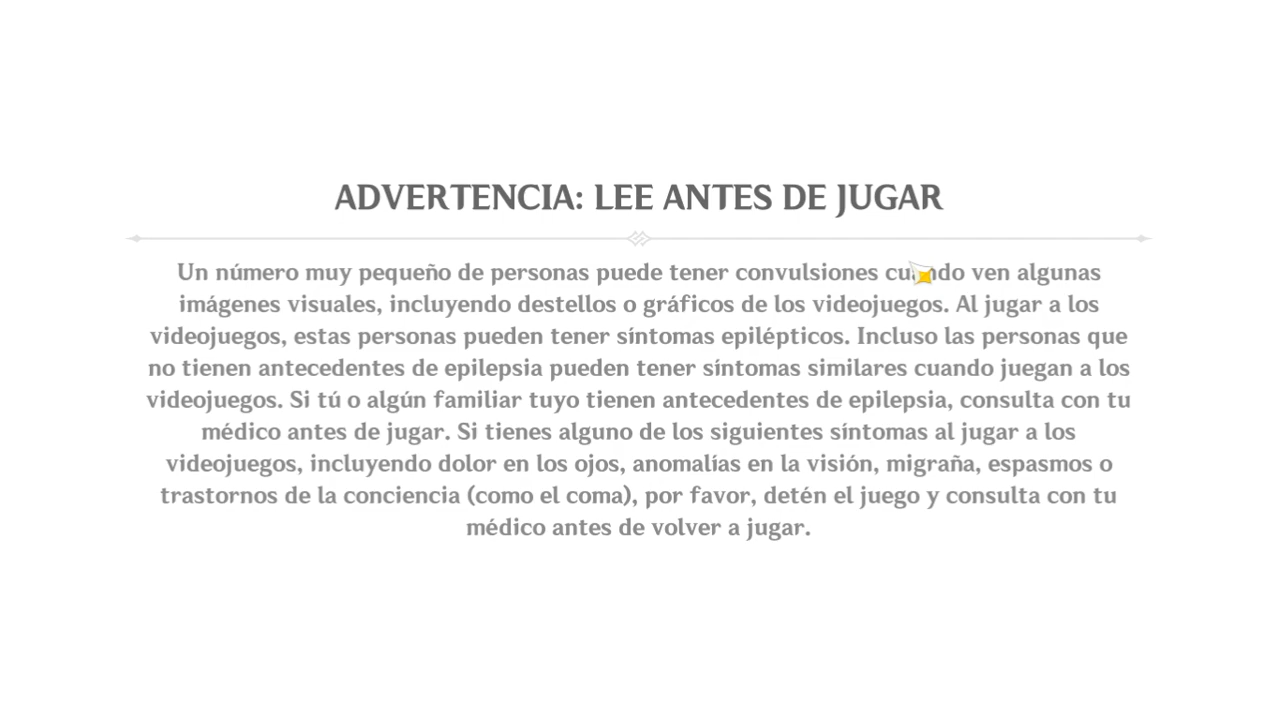 ADVERTENCIA: LEE ANTES DE JUGAR
Un número muy pequeño de personas puede tener convulsiones cuando ven algunas
imágenes visuales, incluyendo destellos o gráficos de los videojuegos. Al jugar a los
videojuegos, estas personas pueden tener síntomas epilépticos. Incluso las personas que
no tienen antecedentes de epilepsia pueden tener síntomas similares cuando juegan a los
videojuegos. Si tú o algún familiar tuyo tienen antecedentes de epilepsia, consulta con tu
médico antes de jugar. Si tienes alguno de los siguientes síntomas al jugar a los
videojuegos, incluyendo dolor en los ojos, anomalías en la visión, migraña, espasmos o
trastornos de la conciencia (como el coma), por favor, detén el juego y consulta con tu
médico antes de volver a jugar.